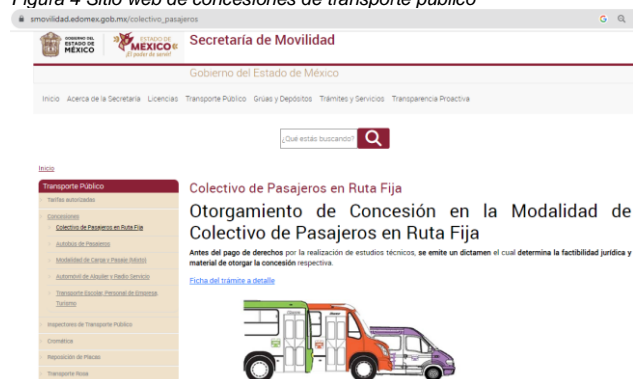 Figura 4 Sitio web de concesiones de transporte público
smovilidad.edomex.gob.mx/colectivo_pasajeros
GOBIERNO DEL
ESTADO DE
MÉXICO
ESTADO DE
MÉXICO
¡El poder de servir!
Secretaría de Movilidad
Gobierno del Estado de México
Inicio Acerca de la Secretaría Licencias Transporte Público Grúas y Depósitos Trámites y Servicios Transparencia Proactiva
¿Qué estás buscando?
Inicio
Transporte Público
Tarifas autorizadas
Concesiones
Colectivo de Pasajeros en Ruta Fija
Autobús de Pasajeros
Modalidad de Carga y Pasaje (Mixto)
Automóvil de Alquiler y Radio Servicio
Transporte Escolar, Personal de Empresa,
Turismo
Inspectores de Transporte Público
Cromática
Reposición de Placas
Transporte Rosa
Colectivo de Pasajeros en Ruta Fija
Otorgamiento de Concesión en la Modalidad de
Colectivo de Pasajeros en Ruta Fija
Antes del pago de derechos por la realización de estudios técnicos, se emite un dictamen el cual determina la factibilidad jurídica y
material de otorgar la concesión respectiva.
Ficha del trámite a detalle